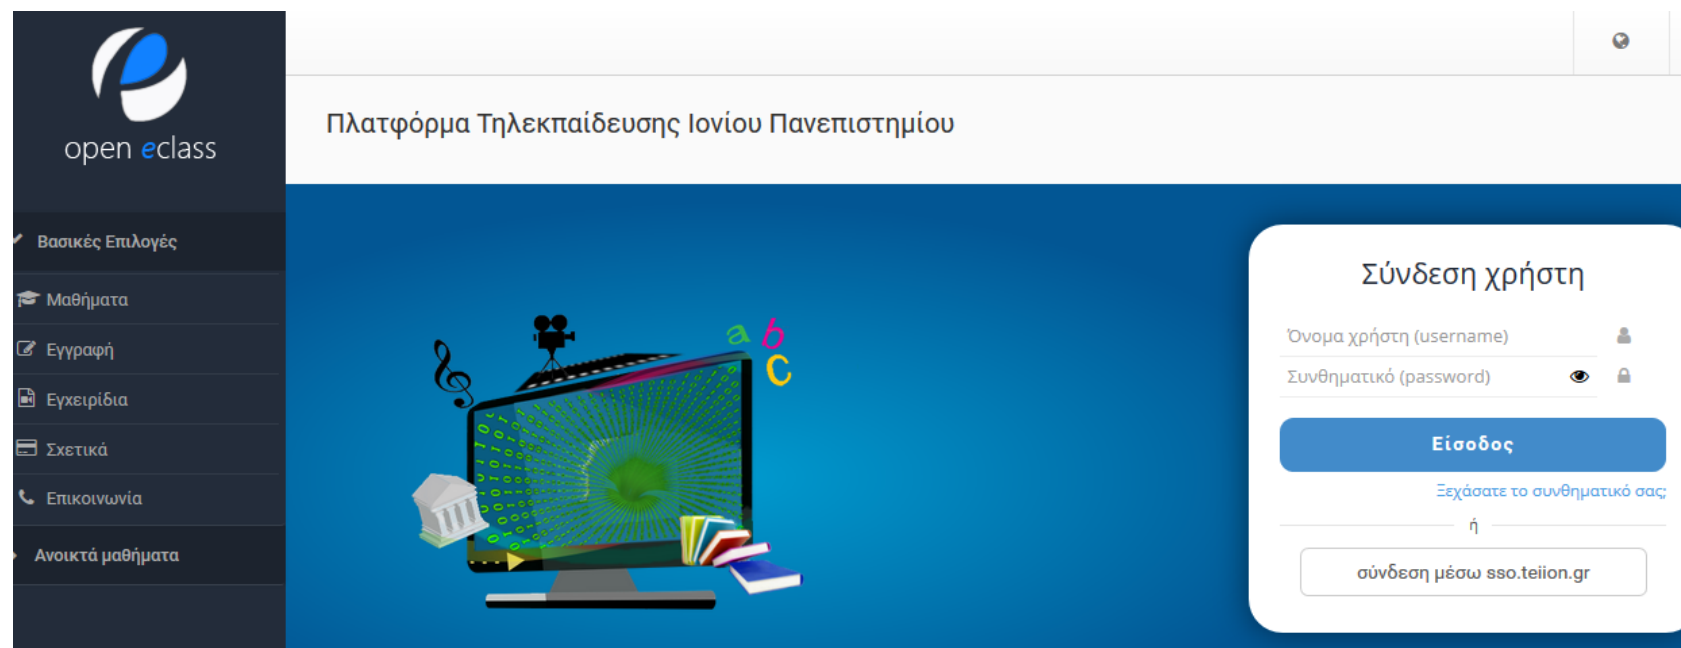 open eclass
Πλατφόρμα Τηλεκπαίδευσης Ιονίου Πανεπιστημίου
Βασικές Επιλογές
Μαθήματα
Εγγραφή
Εγχειρίδια
Σχετικά
Επικοινωνία
Ανοικτά μαθήματα
a b
c
Σύνδεση χρήστη
Όνομα χρήστη (username)
Συνθηματικό (password)
Είσοδος
Ξεχάσατε το συνθηματικό σας;
ή
σύνδεση μέσω sso.teiion.gr